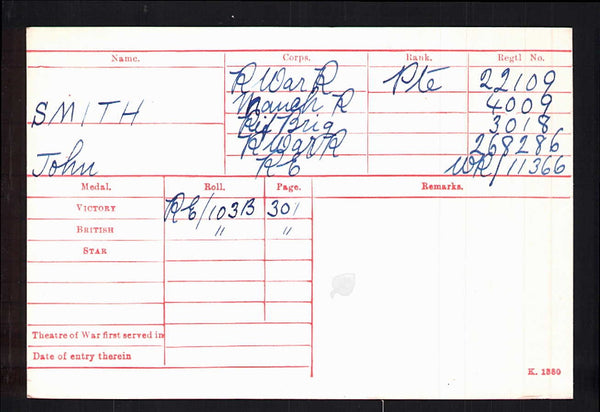 Name. Corps. Rank. Regtl No.
R War R Pte 22109
Manch R 4009
SMITH Rif Brig 3018
R War R 268286
John RE WR/11366
Medal. Roll. Page. Remarks.
VICTORY RE/103B 301
BRITISH " "
STAR
Theatre of War first served in
Date of entry therein
K. 1380